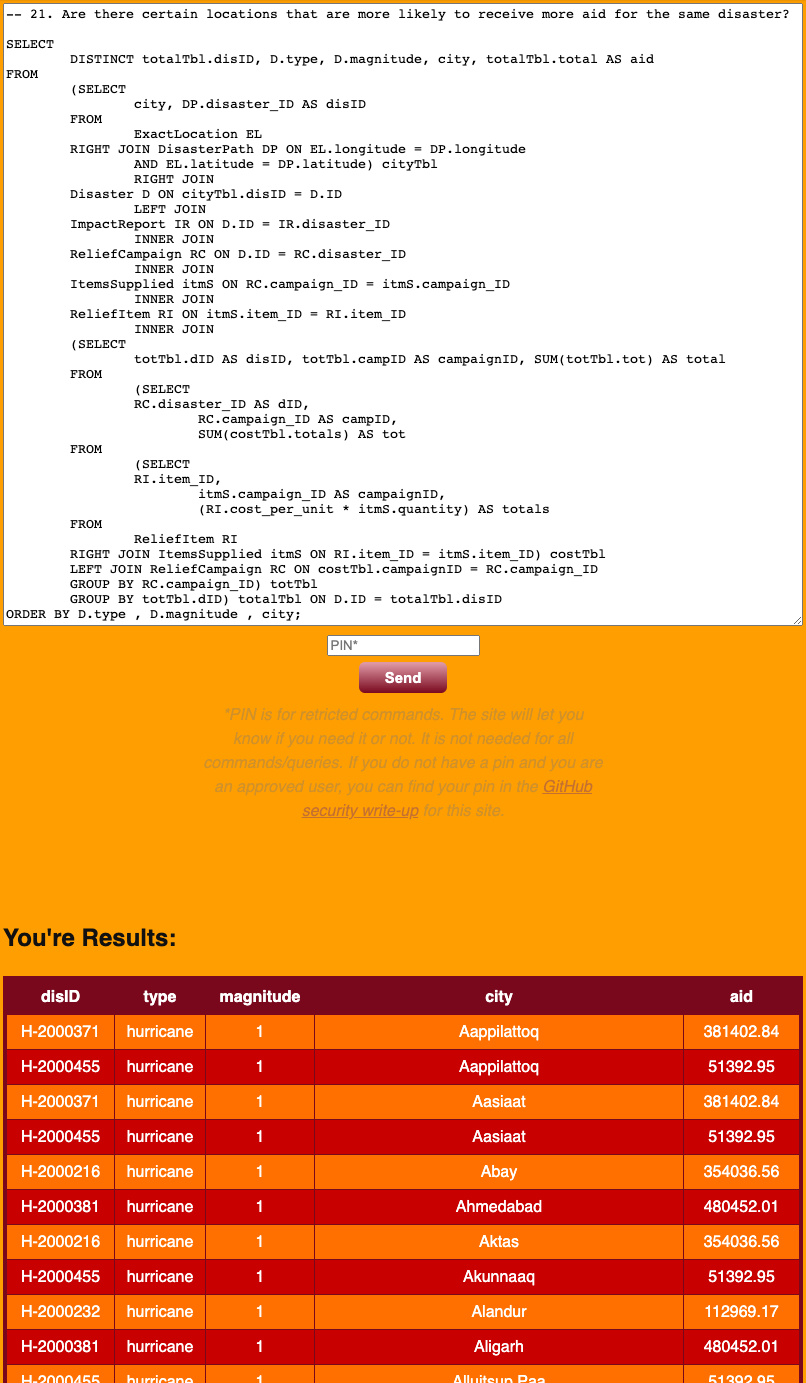 -- 21. Are there certain locations that are more likely to receive more aid for the same disaster?
SELECT
DISTINCT totalTbl.disID, D.type, D.magnitude, city, totalTbl.total AS aid
FROM
(SELECT
city, DP.disaster_ID AS disID
FROM
ExactLocation EL
RIGHT JOIN DisasterPath DP ON EL.longitude = DP.longitude
AND EL.latitude = DP.latitude) cityTbl
RIGHT JOIN
Disaster D ON cityTbl.disID = D.ID
LEFT JOIN
ImpactReport IR ON D.ID = IR.disaster_ID
INNER JOIN
ReliefCampaign RC ON D.ID = RC.disaster_ID
INNER JOIN
ItemsSupplied itmS ON RC.campaign_ID = itmS.campaign_ID
INNER JOIN
ReliefItem RI ON itmS.item_ID = RI.item_ID
INNER JOIN
(SELECT
totTbl.dID AS disID, totTbl.campID AS campaignID, SUM(totTbl.tot) AS total
FROM
(SELECT
RC.disaster_ID AS dID,
RC.campaign_ID AS campID,
SUM(costTbl.totals) AS tot
FROM
(SELECT
RI.item_ID,
itmS.campaign_ID AS campaignID,
(RI.cost_per_unit * itmS.quantity) AS totals
FROM
ReliefItem RI
RIGHT JOIN ItemsSupplied itmS ON RI.item_ID = itmS.item_ID) costTbl
LEFT JOIN ReliefCampaign RC ON costTbl.campaignID = RC.campaign_ID
GROUP BY RC.campaign_ID) totTbl
GROUP BY totTbl.dID) totalTbl ON D.ID = totalTbl.disID
ORDER BY D.type , D.magnitude , city;
PIN*
Send
*PIN is for retricted commands. The site will let you
know if you need it or not. It is not needed for all
commands/queries. If you do not have a pin and you are
an approved user, you can find your pin in the GitHub
security write-up for this site.
You're Results:
disID type magnitude city aid
H-2000371 hurricane 1 Aappilattoq 381402.84
H-2000455 hurricane 1 Aappilattoq 51392.95
H-2000371 hurricane 1 Aasiaat 381402.84
H-2000455 hurricane 1 Aasiaat 51392.95
H-2000216 hurricane 1 Abay 354036.56
H-2000381 hurricane 1 Ahmedabad 480452.01
H-2000216 hurricane 1 Aktas 354036.56
H-2000455 hurricane 1 Akunnaaq 51392.95
H-2000232 hurricane 1 Alandur 112969.17
H-2000381 hurricane 1 Aligarh 480452.01
H-2000455 hurricane 1 Alluitsup Paa 51392.95